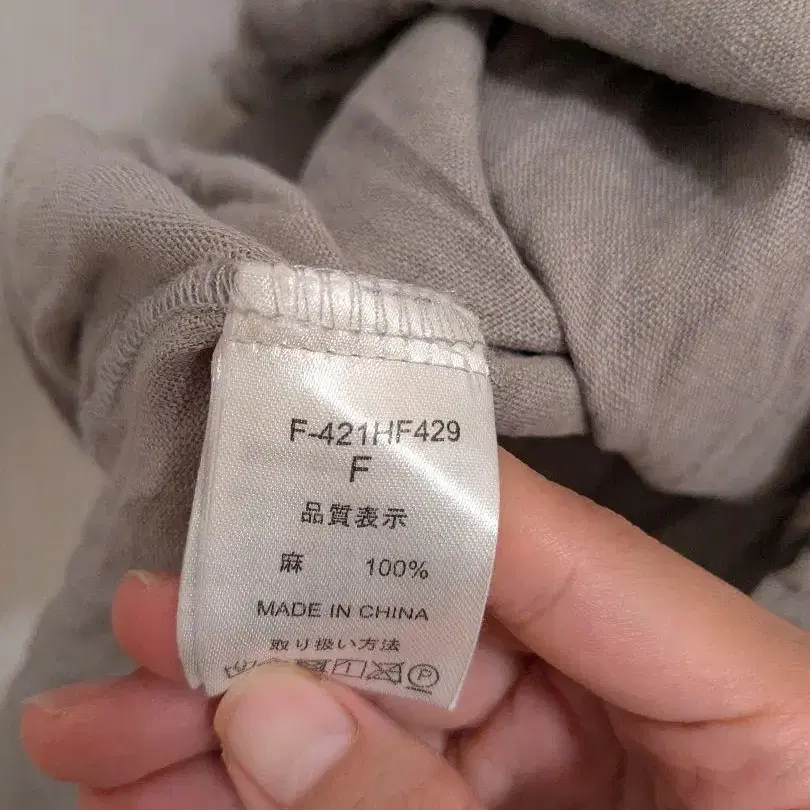 F-421HF429
F
品質表示
麻 100%
MADE IN CHINA
取り扱い方法
P